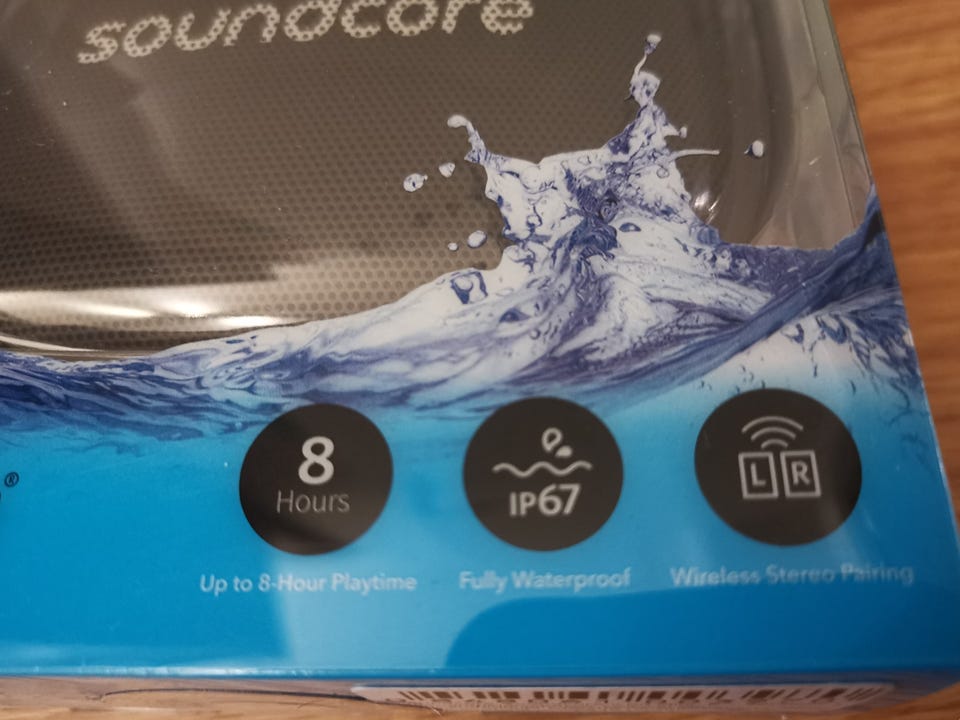 soundcore
®
8
Hours
IP67
L R
Up to 8-Hour Playtime
Fully Waterproof
Wireless Stereo Pairing